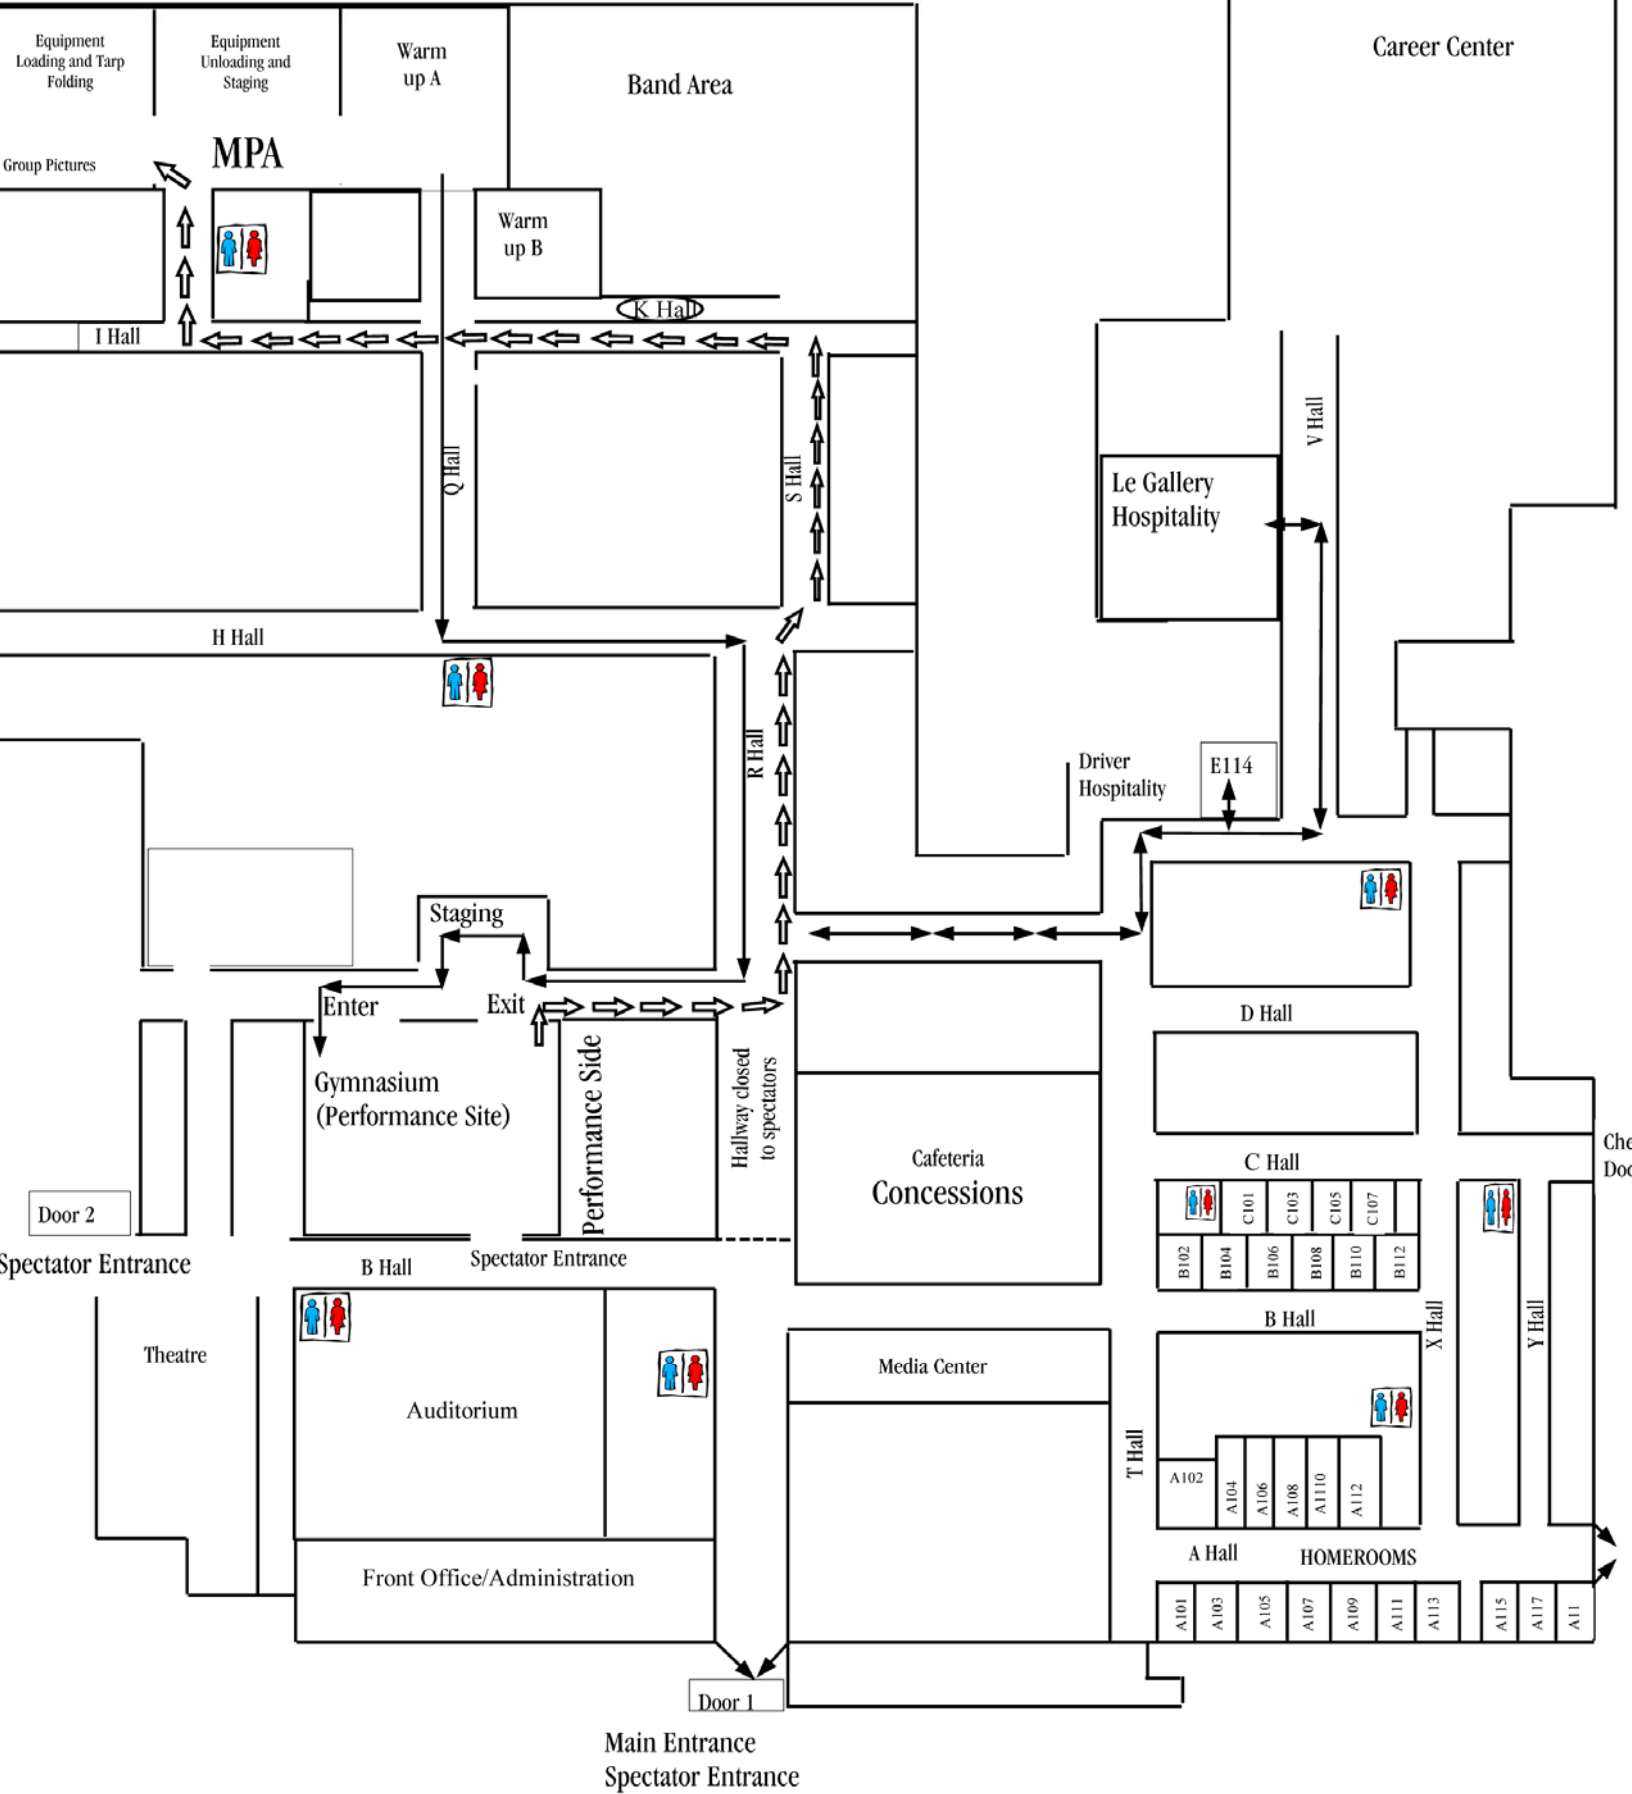 Equipment
Loading and Tarp
Folding
Equipment
Unloading and
Staging
Warm
up A
Band Area
Career Center
MPA
Group Pictures
Warm
up B
K Hall
I Hall
V Hall
Q Hall
S Hall
Le Gallery
Hospitality
H Hall
R Hall
Driver
Hospitality
E114
Staging
Enter
Exit
D Hall
Gymnasium
(Performance Site)
Performance Side
Hallway closed
to spectators
Cafeteria
Concessions
C Hall
Che
Doo
C101
C103
C105
C107
Door 2
Spectator Entrance
B Hall
Spectator Entrance
B102
B104
B106
B108
B110
B112
B Hall
X Hall
Y Hall
Theatre
Media Center
Auditorium
T Hall
A102
A104
A106
A108
A1110
A112
A Hall
HOMEROOMS
Front Office/Administration
A101
A103
A105
A107
A109
A111
A113
A115
A117
A11
Door 1
Main Entrance
Spectator Entrance